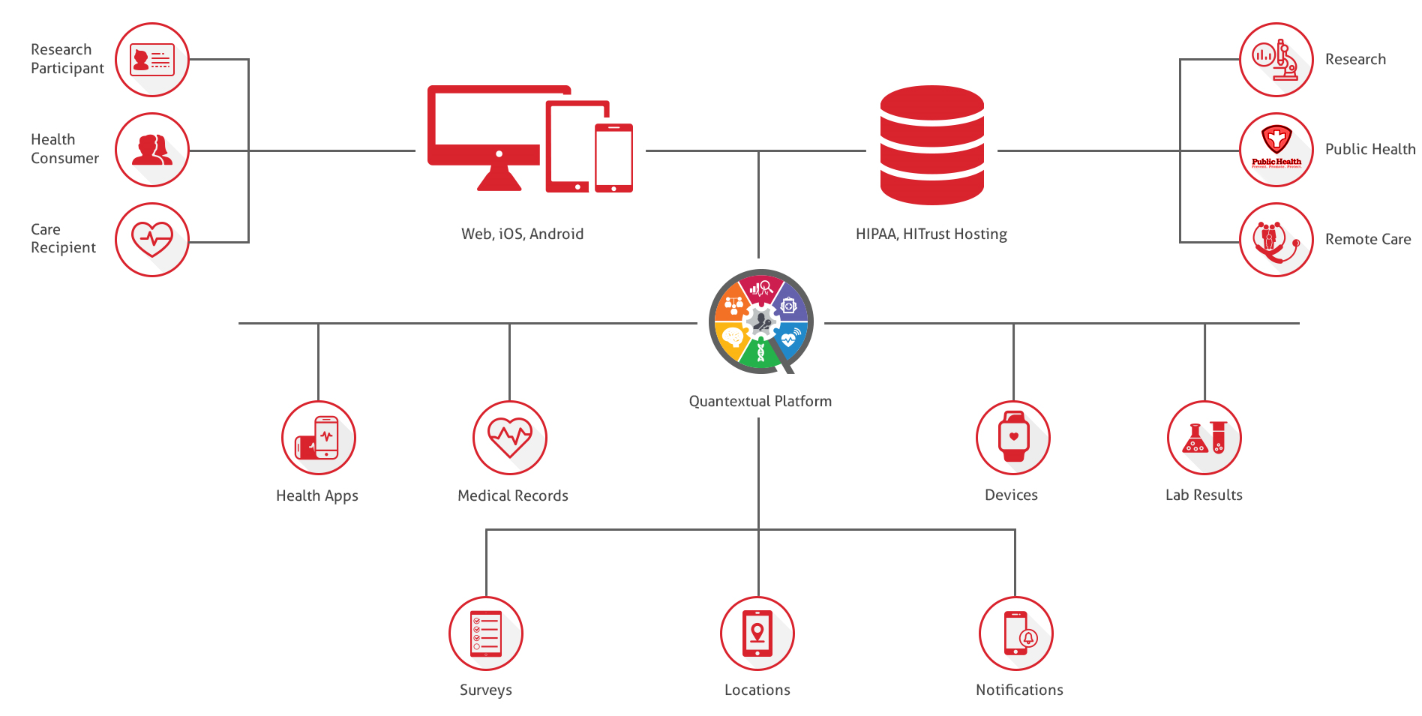 Research
Participant
Health
Consumer
Care
Recipient
Web, iOS, Android
HIPAA, HITrust Hosting
Research
Public Health
Public Health
Remote Care
Quantextual Platform
Health Apps
Medical Records
Devices
Lab Results
Surveys
Locations
Notifications